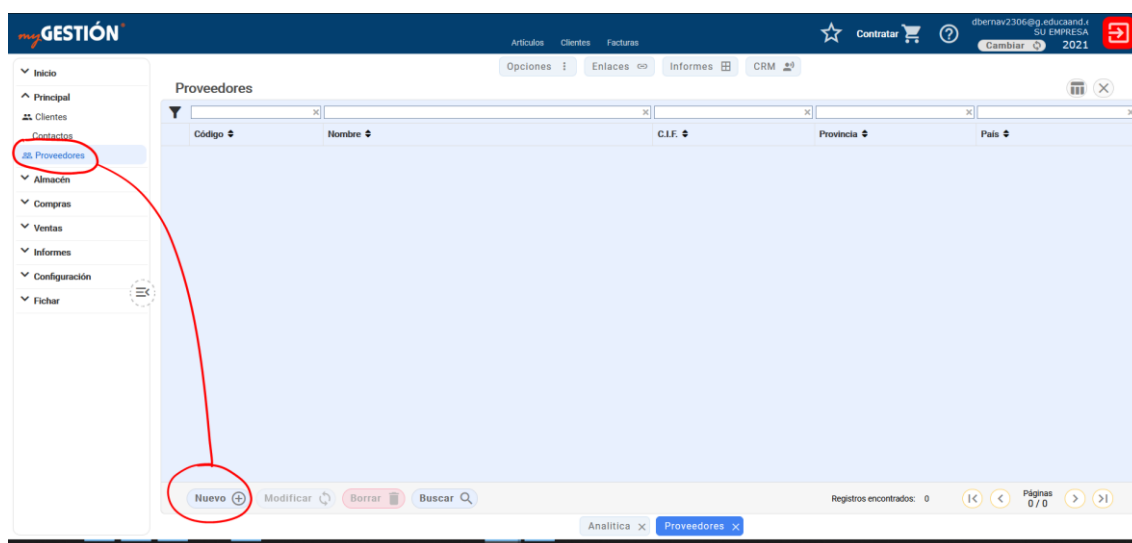 myGESTIÓN
Artículos Clientes Facturas
Contratar
dbernav2306@g.educaand.e
SU EMPRESA
Cambiar 2021
Opciones Enlaces Informes CRM
Inicio
Principal
Clientes
Contactos
Proveedores
Almacén
Compras
Ventas
Informes
Configuración
Fichar
Proveedores
Código Nombre C.I.F. Provincia País
Nuevo Modificar Borrar Buscar
Registros encontrados: 0
Páginas
0 / 0
Analitica Proveedores